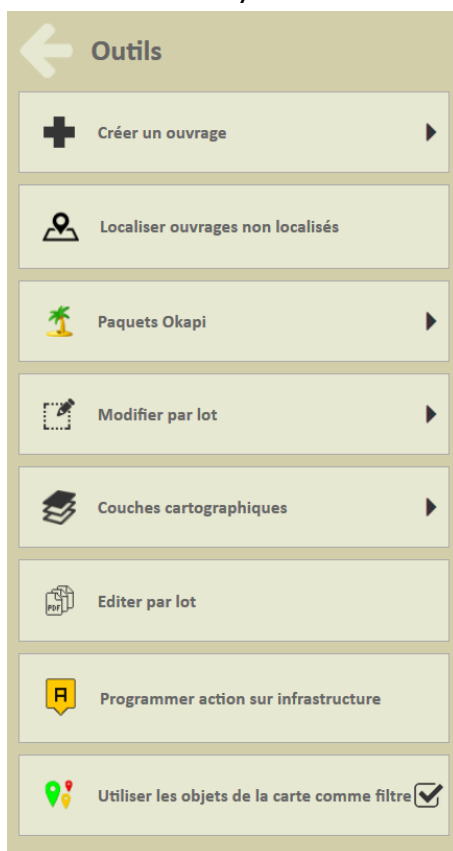 Outils
Créer un ouvrage
Localiser ouvrages non localisés
Paquets Okapi
Modifier par lot
Couches cartographiques
PDF
Editer par lot
A
Programmer action sur infrastructure
Utiliser les objets de la carte comme filtre